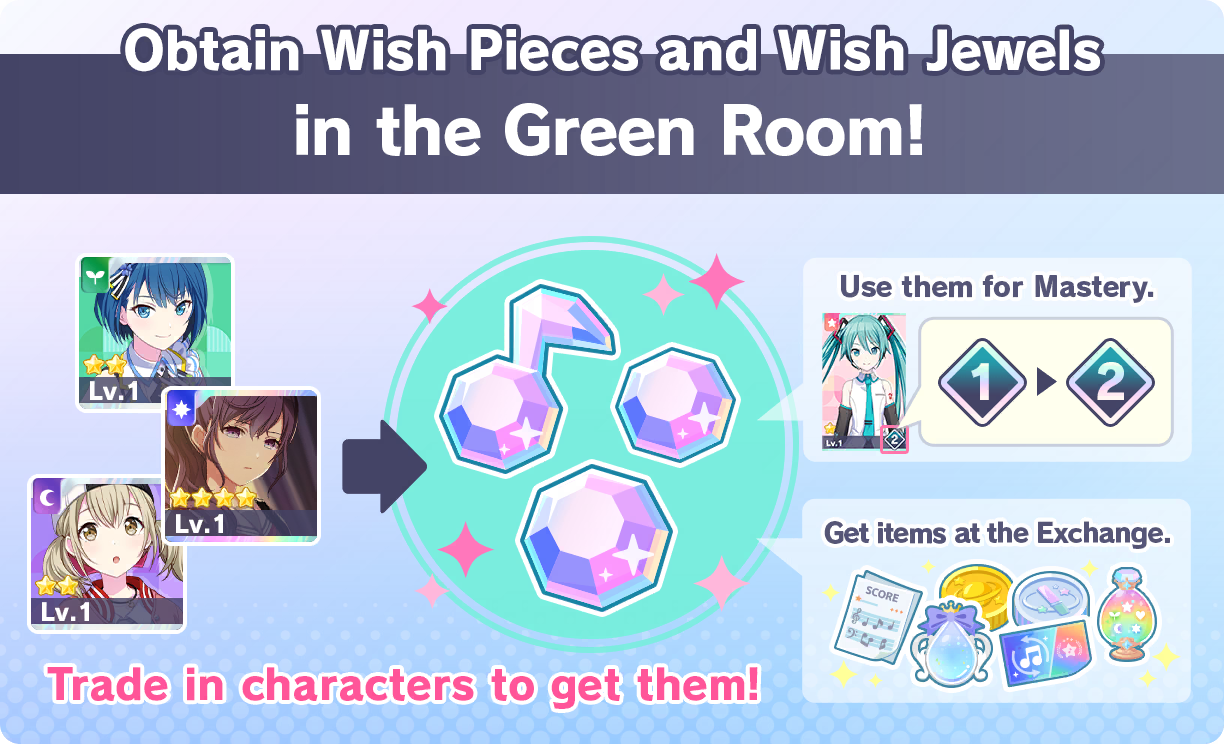 Obtain Wish Pieces and Wish Jewels
in the Green Room!
Lv.1
Lv.1
Lv.1
Trade in characters to get them!
Use them for Mastery.
Lv.1
2
1
2
Get items at the Exchange.
SCORE